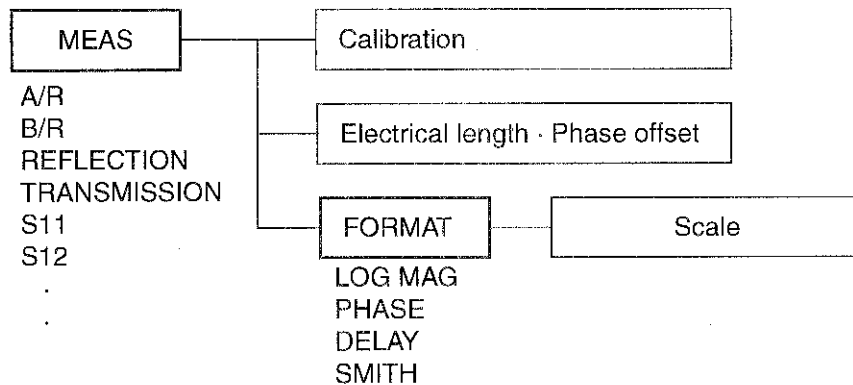 MEAS
A/R
B/R
REFLECTION
TRANSMISSION
S11
S12
.
.
Calibration
Electrical length · Phase offset
FORMAT
LOG MAG
PHASE
DELAY
SMITH
Scale